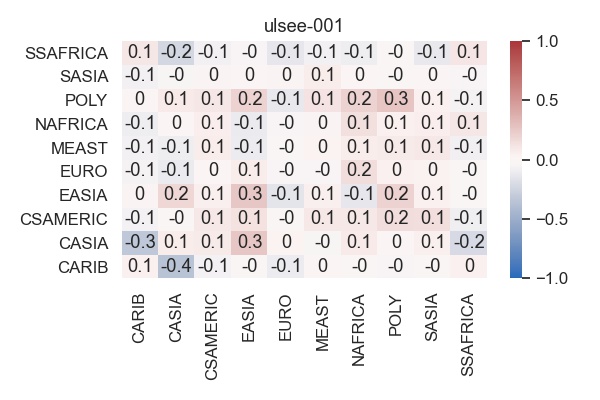 ulsee-001
SSAFRICA 0.1 -0.2 -0.1 -0 -0.1 -0.1 -0.1 -0 -0.1 0.1
SASIA -0.1 -0 0 0 0 0.1 0 -0 0 -0
POLY 0 0.1 0.1 0.2 -0.1 0.1 0.2 0.3 0.1 -0.1
NAFRICA -0.1 0 0.1 -0.1 -0 0 0.1 0.1 0.1 0.1
MEAST -0.1 -0.1 0.1 -0.1 -0 0 0.1 0.1 0.1 -0.1
EURO -0.1 -0.1 0 0.1 -0 -0 0.2 0 0 -0
EASIA 0 0.2 0.1 0.3 -0.1 0.1 -0.1 0.2 0.1 -0
CSAMERIC -0.1 -0 0.1 0.1 -0 0.1 0.1 0.2 0.1 -0.1
CASIA -0.3 0.1 0.1 0.3 0 -0 0.1 0 0.1 -0.2
CARIB 0.1 -0.4 -0.1 -0 -0.1 0 -0 -0 -0 0
CARIB CASIA CSAMERIC EASIA EURO MEAST NAFRICA POLY SASIA SSAFRICA
1.0
0.5
0.0
−0.5
−1.0